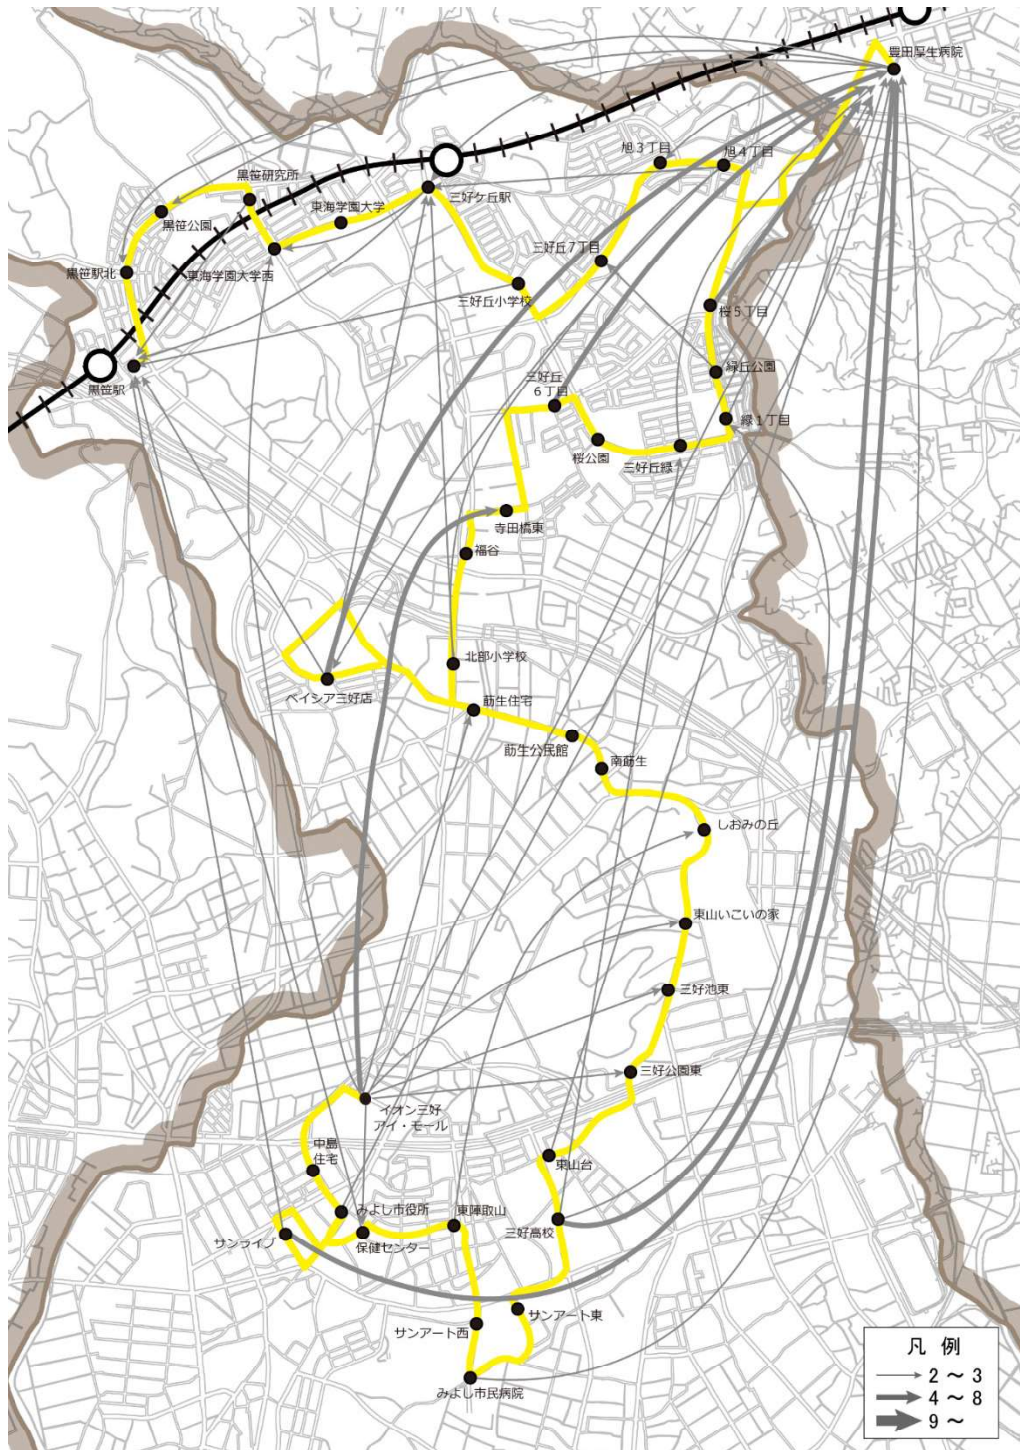 豊田厚生病院
旭3丁目
旭4丁目
黒笹研究所
三好ケ丘駅
東海学園大学
黒笹公園
三好丘7丁目
黒笹駅北
東海学園大学西
三好丘小学校
桜5丁目
緑丘公園
黒笹駅
三好丘
6丁目
緑1丁目
桜公園
三好丘緑
寺田橋東
福谷
北部小学校
ベイシア三好店
莇生住宅
莇生公民館
南莇生
しおみの丘
東山いこいの家
三好池東
三好公園東
イオン三好
アイ・モール
中島
住宅
東山台
みよし市役所
東陣取山
三好高校
サンライブ
保健センター
サンアート東
サンアート西
みよし市民病院
凡 例
2 ～ 3
4 ～ 8
9 ～